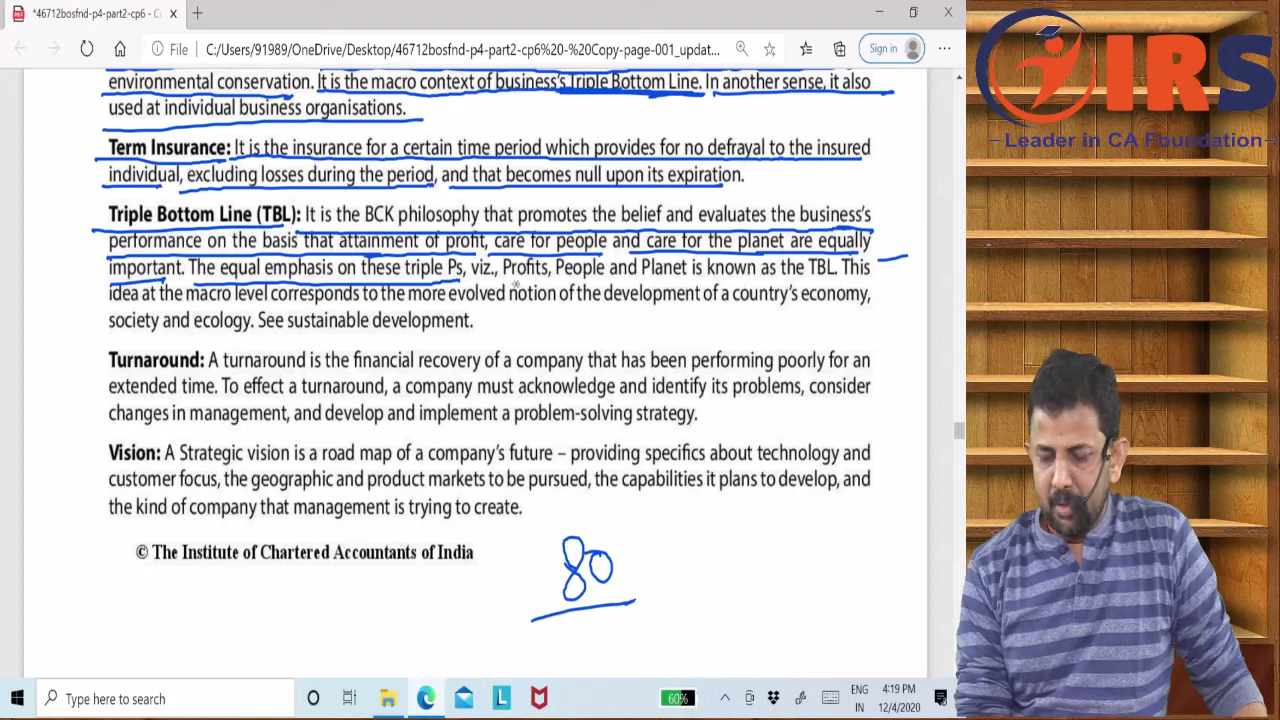 *46712bosfnd-p4-part2-cp6 - C
Sign in
File
C:/Users/91989/OneDrive/Desktop/46712bosfnd-p4-part2-cp6%20-%20Copy-page-001_updat...
IRS
Leader in CA Foundation
environmental conservation. It is the macro context of business's Triple Bottom Line. In another sense, it also
used at individual business organisations.
Term Insurance: It is the insurance for a certain time period which provides for no defrayal to the insured
individual, excluding losses during the period, and that becomes null upon its expiration.
Triple Bottom Line (TBL): It is the BCK philosophy that promotes the belief and evaluates the business's
performance on the basis that attainment of profit, care for people and care for the planet are equally
important. The equal emphasis on these triple Ps, viz., Profits, People and Planet is known as the TBL. This
idea at the macro level corresponds to the more evolved notion of the development of a country's economy,
society and ecology. See sustainable development.
Turnaround: A turnaround is the financial recovery of a company that has been performing poorly for an
extended time. To effect a turnaround, a company must acknowledge and identify its problems, consider
changes in management, and develop and implement a problem-solving strategy.
Vision: A Strategic vision is a road map of a company's future – providing specifics about technology and
customer focus, the geographic and product markets to be pursued, the capabilities it plans to develop, and
the kind of company that management is trying to create.
© The Institute of Chartered Accountants of India
80
Type here to search
60%
ENG
IN
4:19 PM
12/4/2020